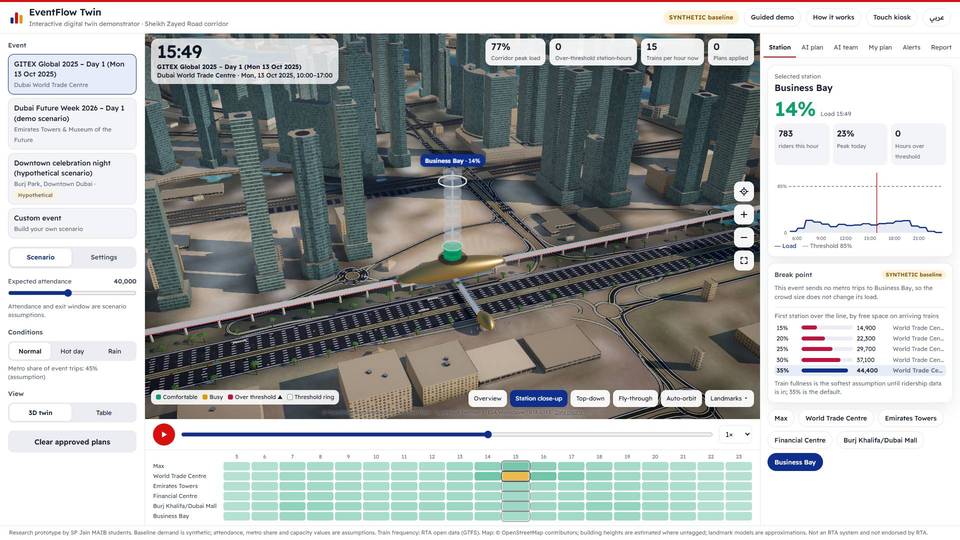 EventFlow Twin
Interactive digital twin demonstrator · Sheikh Zayed Road corridor
SYNTHETIC baseline
Guided demo
How it works
Touch kiosk
عربي
Event
GITEX Global 2025 – Day 1 (Mon
13 Oct 2025)
Dubai World Trade Centre
Dubai Future Week 2026 – Day 1
(demo scenario)
Emirates Towers & Museum of the
Future
Downtown celebration night
(hypothetical scenario)
Burj Park, Downtown Dubai ·
Hypothetical
Custom event
Build your own scenario
Scenario
Settings
Expected attendance 40,000
Attendance and exit window are scenario
assumptions.
Conditions
Normal
Hot day
Rain
Metro share of event trips: 45%
(assumption)
View
3D twin
Table
Clear approved plans
15:49
GITEX Global 2025 – Day 1 (Mon 13 Oct 2025)
Dubai World Trade Centre · Mon, 13 Oct 2025, 10:00–17:00
77%
Corridor peak load
0
Over-threshold station-hours
15
Trains per hour now
0
Plans applied
Business Bay · 14%
+
−
Comfortable
Busy
Over threshold ▲
Threshold ring
Overview
Station close-up
Top-down
Fly-through
Auto-orbit
Landmarks
1×
5 6 7 8 9 10 11 12 13 14 15 16 17 18 19 20 21 22 23
Max
World Trade Centre
Emirates Towers
Financial Centre
Burj Khalifa/Dubai Mall
Business Bay
Station
AI plan
AI team
My plan
Alerts
Report
Selected station
Business Bay
14% Load 15:49
783
riders this hour
23%
Peak today
0
Hours over
threshold
85%
0
6:00 9:00 12:00 15:00 18:00 21:00
Load
Threshold 85%
Break point
SYNTHETIC baseline
This event sends no metro trips to Business Bay, so the
crowd size does not change its load.
First station over the line, by free space on arriving trains
15% 14,900 World Trade Cen...
20% 22,300 World Trade Cen...
25% 29,700 World Trade Cen...
30% 37,100 World Trade Cen...
35% 44,400 World Trade Ce...
Train fullness is the softest assumption until ridership data
is in; 35% is the default.
Max
World Trade Centre
Emirates Towers
Financial Centre
Burj Khalifa/Dubai Mall
Business Bay
Research prototype by SP Jain MAIB students. Baseline demand is synthetic; attendance, metro share and capacity values are assumptions. Train frequency: RTA open data (GTFS). Map: © OpenStreetMap contributors; building heights are estimated where untagged; landmark models are approximations. Not an RTA system and not endorsed by RTA.